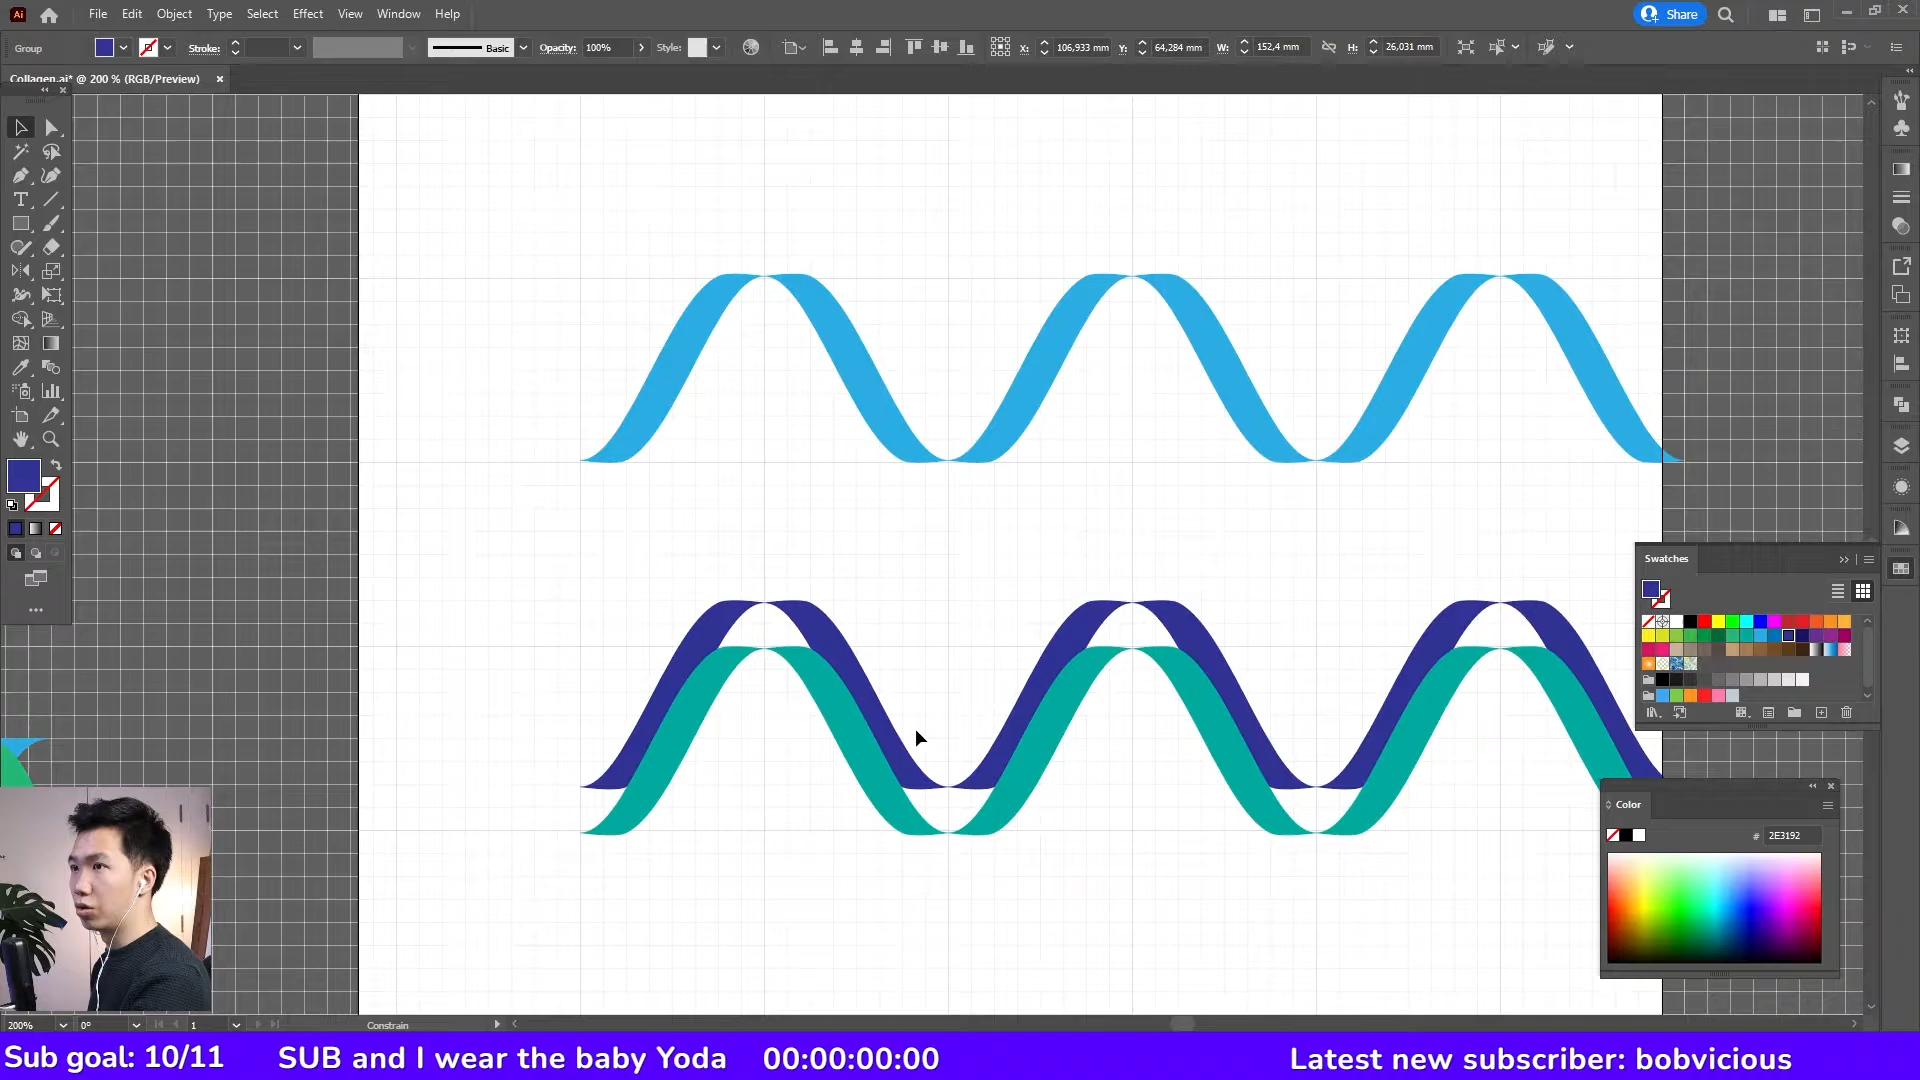 Ai File Edit Object Type Select Effect View Window Help Share
Group Stroke: Basic Opacity: 100% Style: X: 106,933 mm Y: 64,284 mm W: 152,4 mm H: 26,031 mm
Collagen.ai* @ 200 % (RGB/Preview)
Swatches
Color
# 2E3192
200% 0° 1 Constrain
Sub goal: 10/11 SUB and I wear the baby Yoda 00:00:00:00 Latest new subscriber: bobvicious